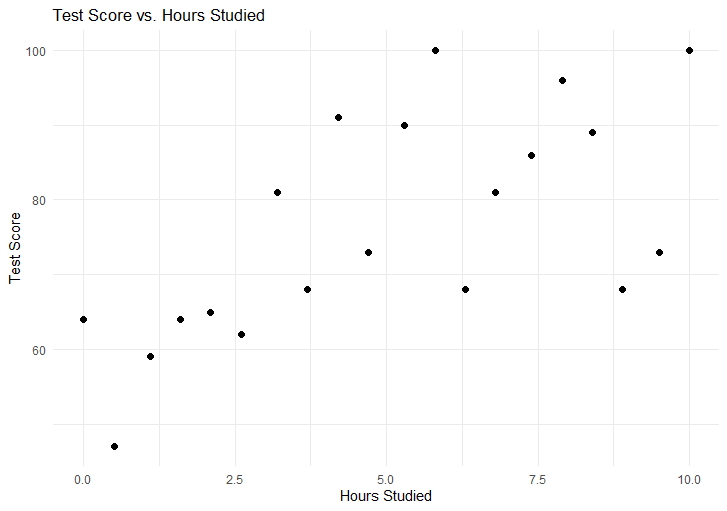 Test Score vs. Hours Studied
100
80
60
Test Score
0.0 2.5 5.0 7.5 10.0
Hours Studied